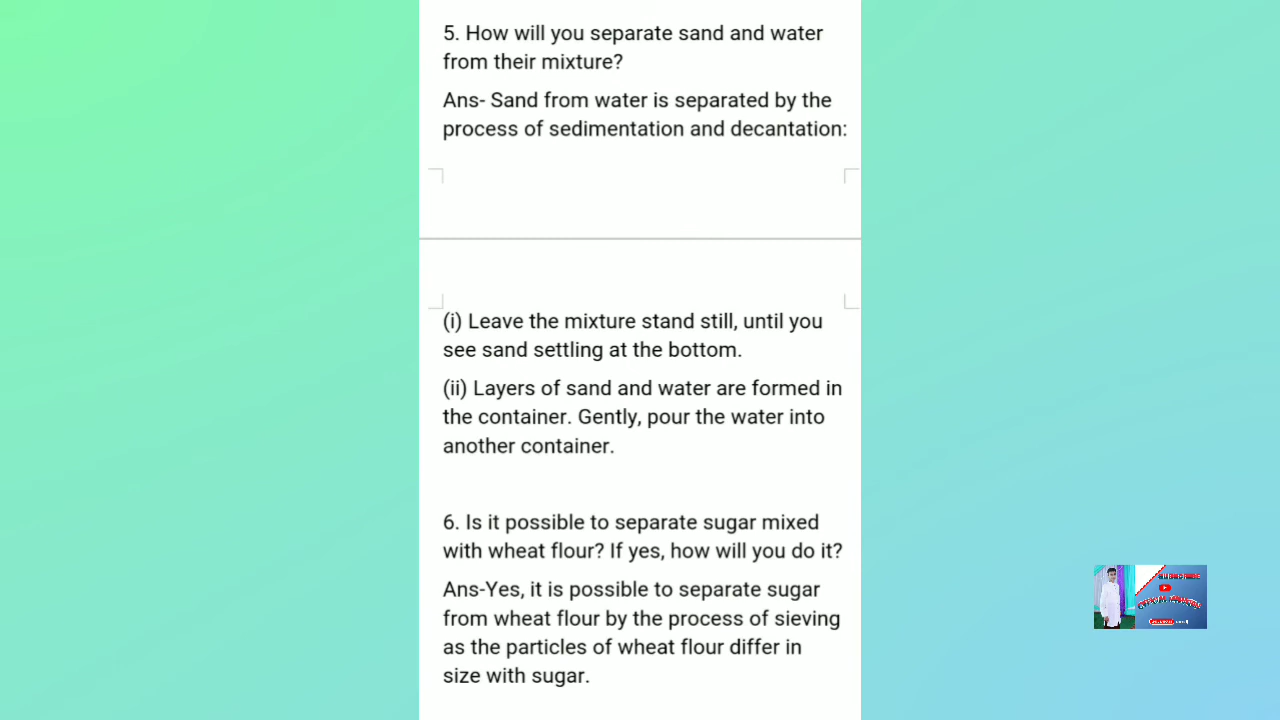 5. How will you separate sand and water
from their mixture?
Ans- Sand from water is separated by the
process of sedimentation and decantation:
(i) Leave the mixture stand still, until you
see sand settling at the bottom.
(ii) Layers of sand and water are formed in
the container. Gently, pour the water into
another container.
6. Is it possible to separate sugar mixed
with wheat flour? If yes, how will you do it?
Ans-Yes, it is possible to separate sugar
from wheat flour by the process of sieving
as the particles of wheat flour differ in
size with sugar.